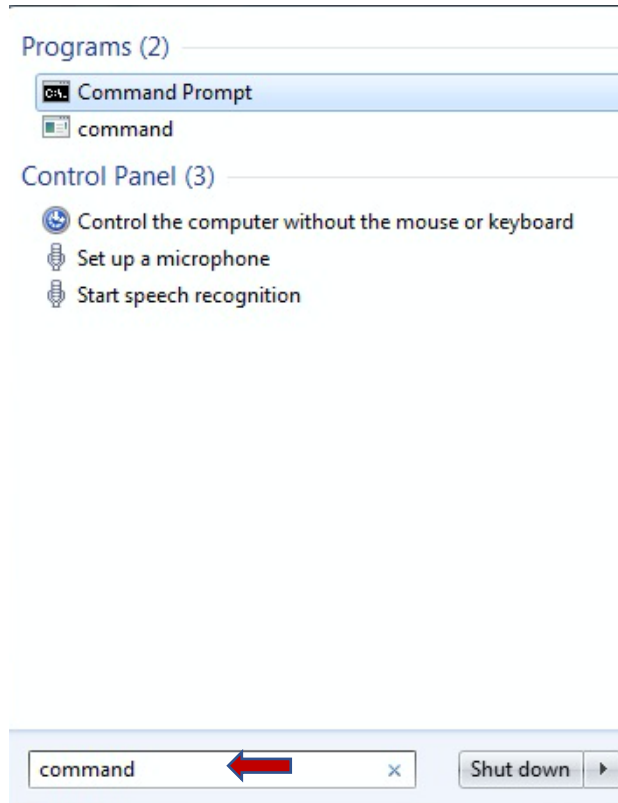 Programs (2)
Command Prompt
command
Control Panel (3)
Control the computer without the mouse or keyboard
Set up a microphone
Start speech recognition
command
Shut down